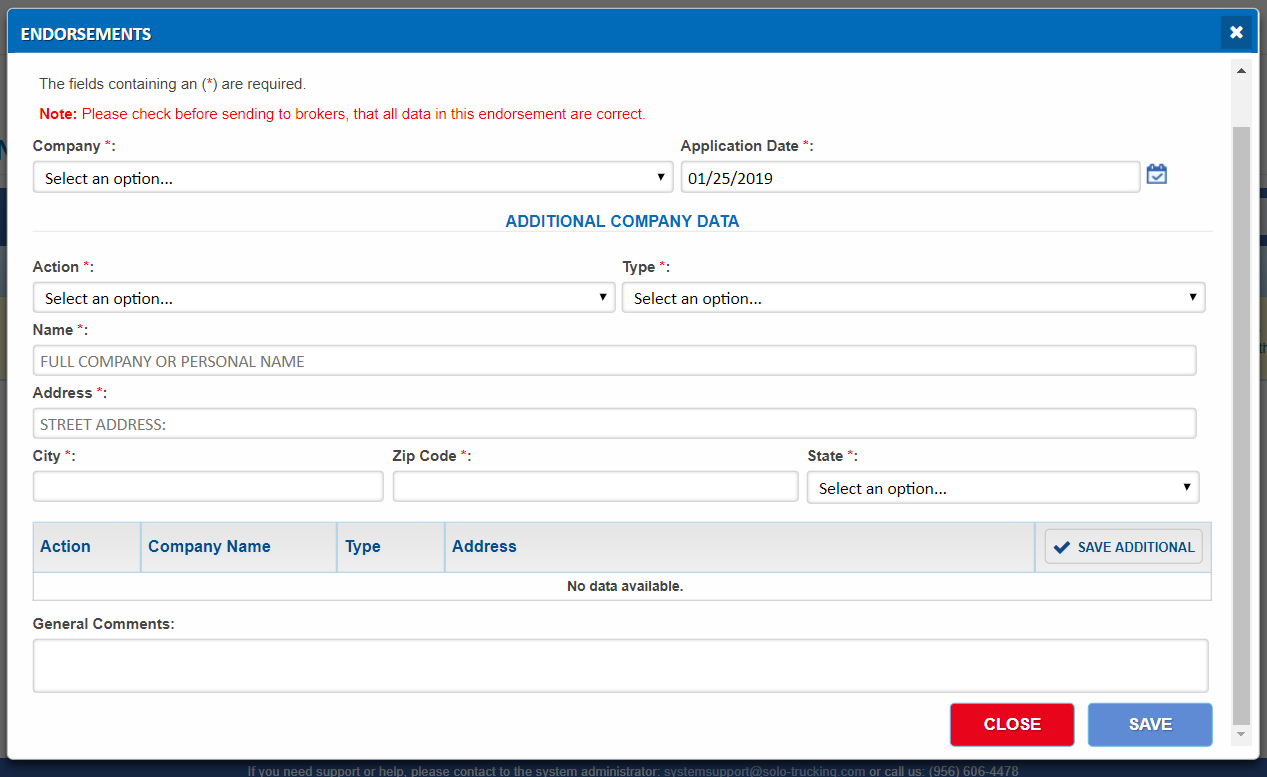 ENDORSEMENTS
The fields containing an (*) are required.
Note: Please check before sending to brokers, that all data in this endorsement are correct.
Company *: Application Date *:
Select an option... 01/25/2019
ADDITIONAL COMPANY DATA
Action *: Type *:
Select an option... Select an option...
Name *:
FULL COMPANY OR PERSONAL NAME
Address *:
STREET ADDRESS:
City *: Zip Code *: State *:
Select an option...
Action Company Name Type Address SAVE ADDITIONAL
No data available.
General Comments:
CLOSE SAVE
If you need support or help, please contact to the system administrator: systemsupport@solo-trucking.com or call us: (956) 606-4478